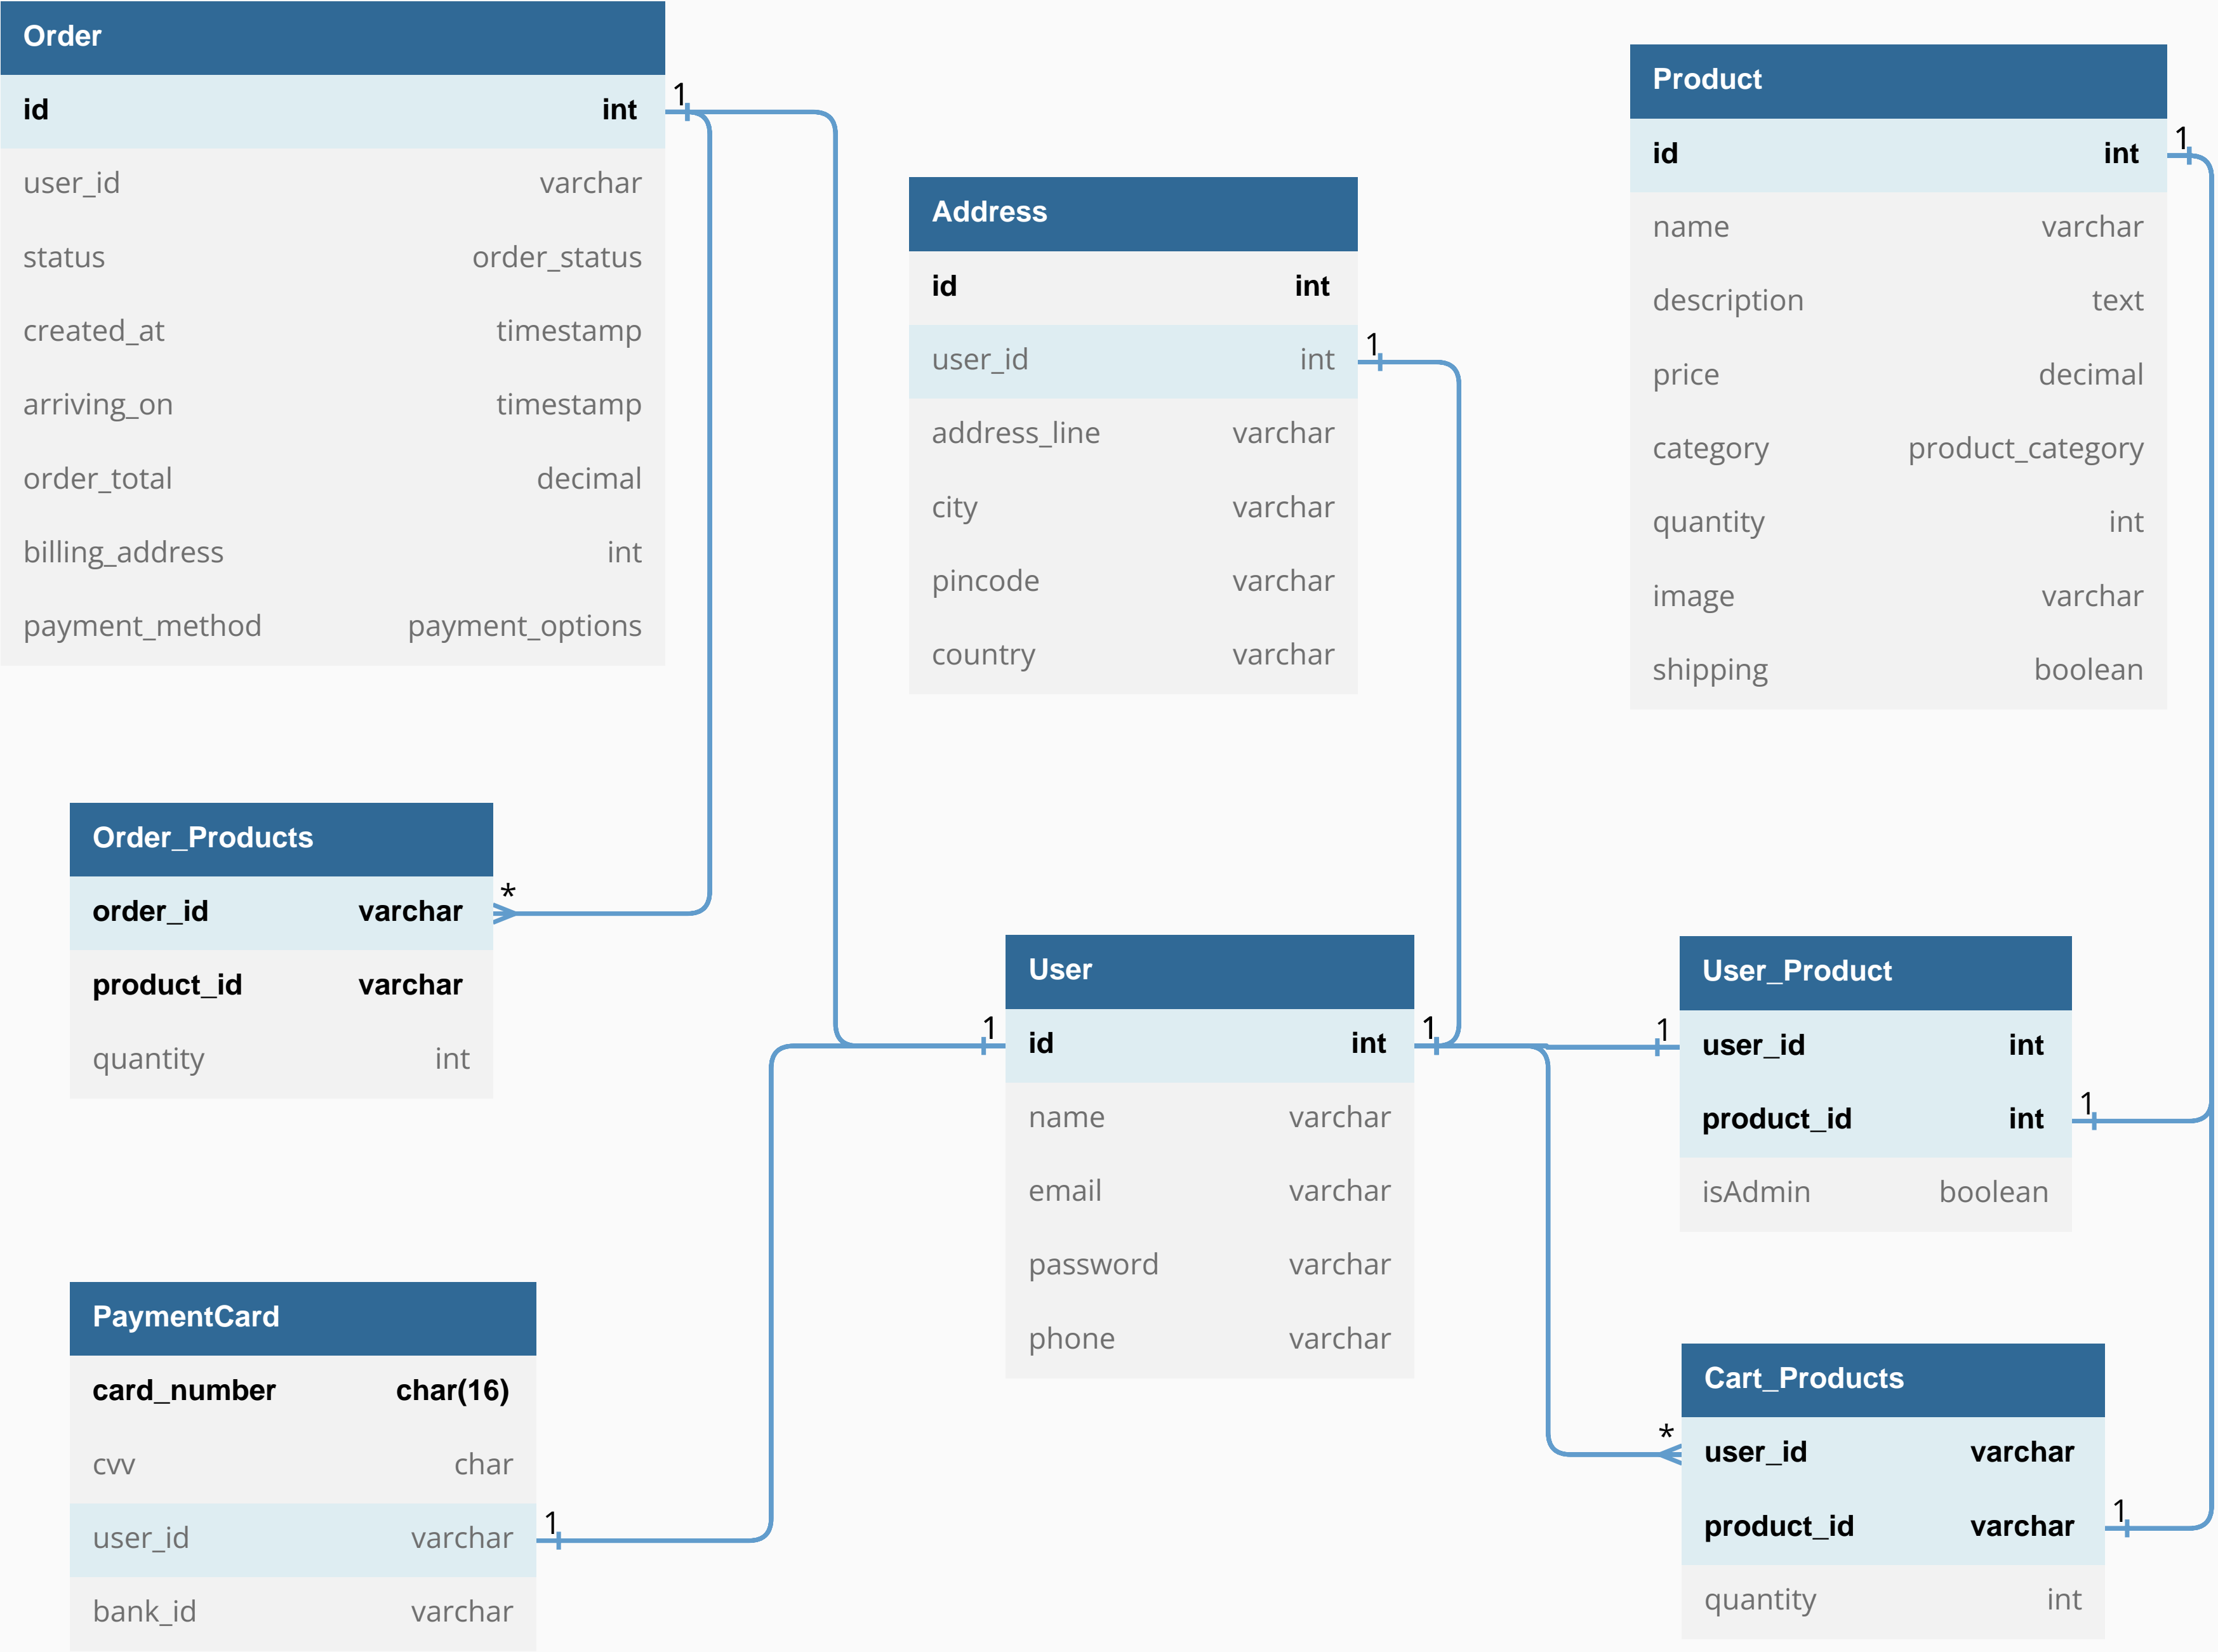 Order
id int
1
user_id varchar
status order_status
created_at timestamp
arriving_on timestamp
order_total decimal
billing_address int
payment_method payment_options
Address
id int
user_id int
1
address_line varchar
city varchar
pincode varchar
country varchar
Product
id int
1
name varchar
description text
price decimal
category product_category
quantity int
image varchar
shipping boolean
Order_Products
order_id varchar
*
product_id varchar
quantity int
User
1
id int
1
name varchar
email varchar
password varchar
phone varchar
User_Product
1
user_id int
product_id int
1
isAdmin boolean
PaymentCard
card_number char(16)
cvv char
user_id varchar
1
bank_id varchar
Cart_Products
*
user_id varchar
product_id varchar
1
quantity int